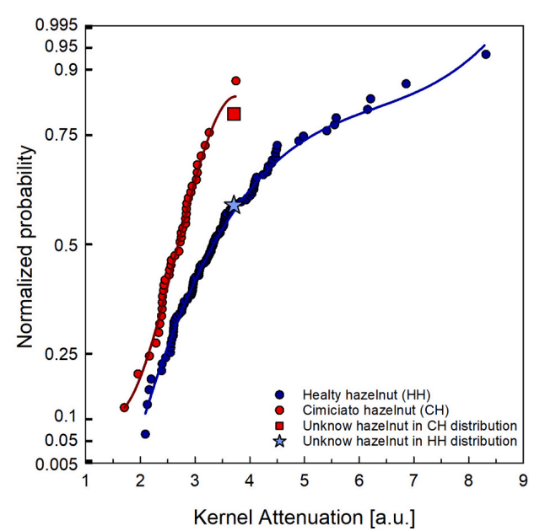 0.995
0.95
0.9
0.75
0.5
0.25
0.1
0.05
0.005
Normalized probability
Healty hazelnut (HH)
Cimiciato hazelnut (CH)
Unknow hazelnut in CH distribution
Unknow hazelnut in HH distribution
1 2 3 4 5 6 7 8 9
Kernel Attenuation [a.u.]